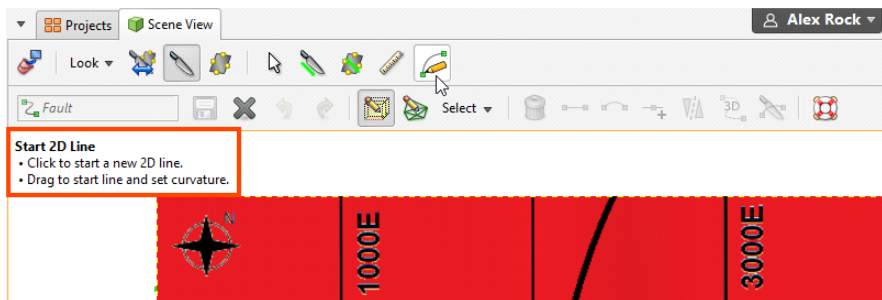 Projects
Scene View
Alex Rock
Look
Fault
Select
3D
Start 2D Line
• Click to start a new 2D line.
• Drag to start line and set curvature.
N
1000E
3000E